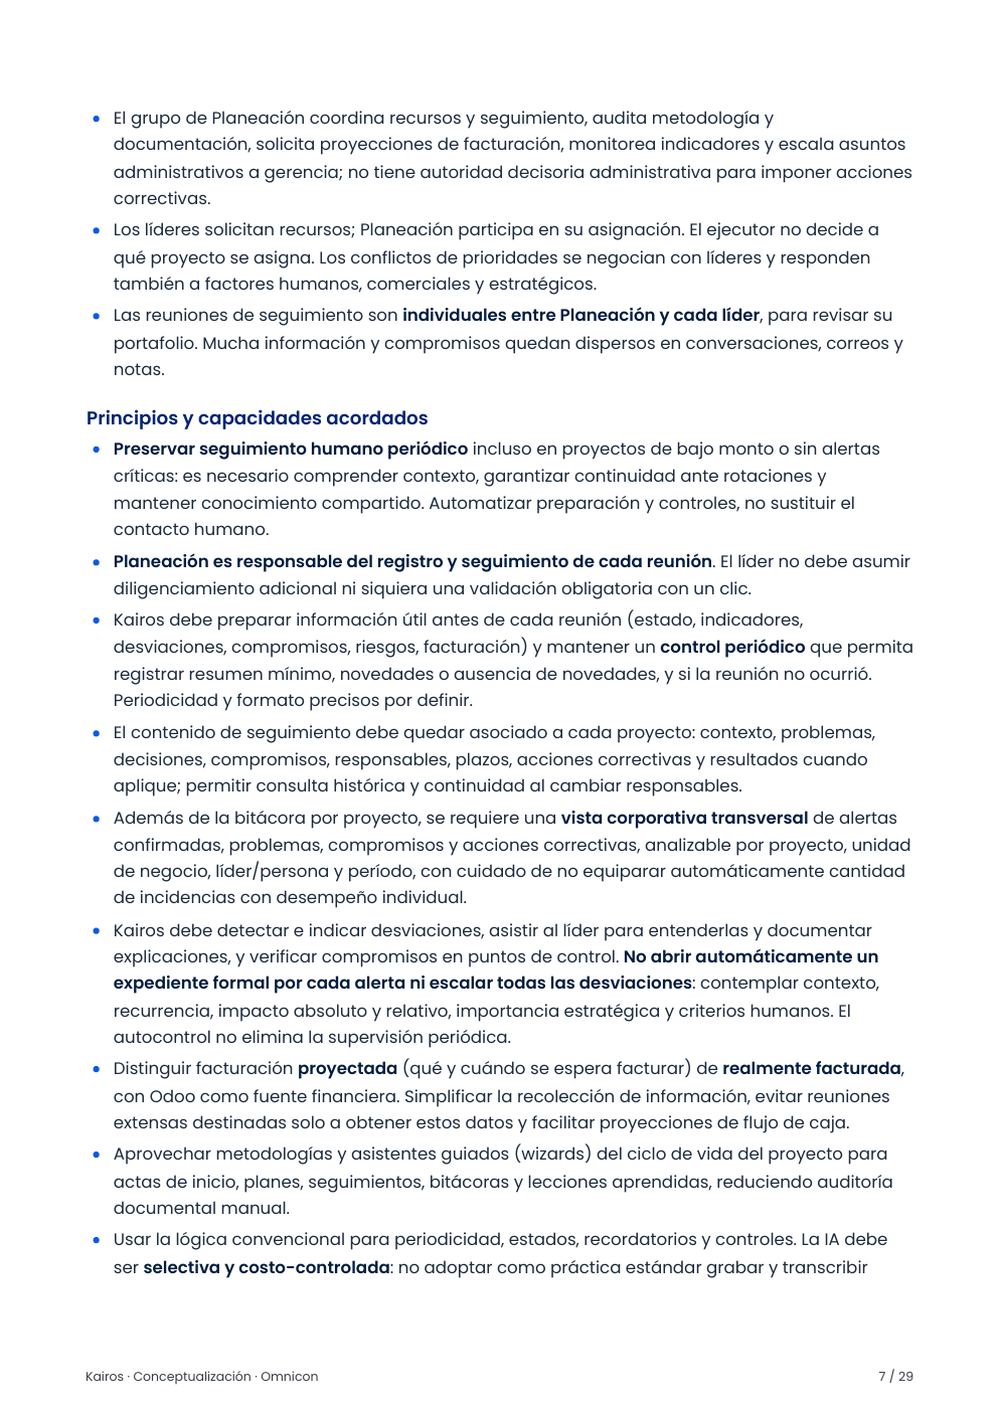 • El grupo de Planeación coordina recursos y seguimiento, audita metodología y
documentación, solicita proyecciones de facturación, monitorea indicadores y escala asuntos
administrativos a gerencia; no tiene autoridad decisoria administrativa para imponer acciones
correctivas.
• Los líderes solicitan recursos; Planeación participa en su asignación. El ejecutor no decide a
qué proyecto se asigna. Los conflictos de prioridades se negocian con líderes y responden
también a factores humanos, comerciales y estratégicos.
• Las reuniones de seguimiento son individuales entre Planeación y cada líder, para revisar su
portafolio. Mucha información y compromisos quedan dispersos en conversaciones, correos y
notas.
Principios y capacidades acordados
• Preservar seguimiento humano periódico incluso en proyectos de bajo monto o sin alertas
críticas: es necesario comprender contexto, garantizar continuidad ante rotaciones y
mantener conocimiento compartido. Automatizar preparación y controles, no sustituir el
contacto humano.
• Planeación es responsable del registro y seguimiento de cada reunión. El líder no debe asumir
diligenciamiento adicional ni siquiera una validación obligatoria con un clic.
• Kairos debe preparar información útil antes de cada reunión (estado, indicadores,
desviaciones, compromisos, riesgos, facturación) y mantener un control periódico que permita
registrar resumen mínimo, novedades o ausencia de novedades, y si la reunión no ocurrió.
Periodicidad y formato precisos por definir.
• El contenido de seguimiento debe quedar asociado a cada proyecto: contexto, problemas,
decisiones, compromisos, responsables, plazos, acciones correctivas y resultados cuando
aplique; permitir consulta histórica y continuidad al cambiar responsables.
• Además de la bitácora por proyecto, se requiere una vista corporativa transversal de alertas
confirmadas, problemas, compromisos y acciones correctivas, analizable por proyecto, unidad
de negocio, líder/persona y período, con cuidado de no equiparar automáticamente cantidad
de incidencias con desempeño individual.
• Kairos debe detectar e indicar desviaciones, asistir al líder para entenderlas y documentar
explicaciones, y verificar compromisos en puntos de control. No abrir automáticamente un
expediente formal por cada alerta ni escalar todas las desviaciones: contemplar contexto,
recurrencia, impacto absoluto y relativo, importancia estratégica y criterios humanos. El
autocontrol no elimina la supervisión periódica.
• Distinguir facturación proyectada (qué y cuándo se espera facturar) de realmente facturada,
con Odoo como fuente financiera. Simplificar la recolección de información, evitar reuniones
extensas destinadas solo a obtener estos datos y facilitar proyecciones de flujo de caja.
• Aprovechar metodologías y asistentes guiados (wizards) del ciclo de vida del proyecto para
actas de inicio, planes, seguimientos, bitácoras y lecciones aprendidas, reduciendo auditoría
documental manual.
• Usar la lógica convencional para periodicidad, estados, recordatorios y controles. La IA debe
ser selectiva y costo-controlada: no adoptar como práctica estándar grabar y transcribir
Kairos · Conceptualización · Omnicon
7 / 29